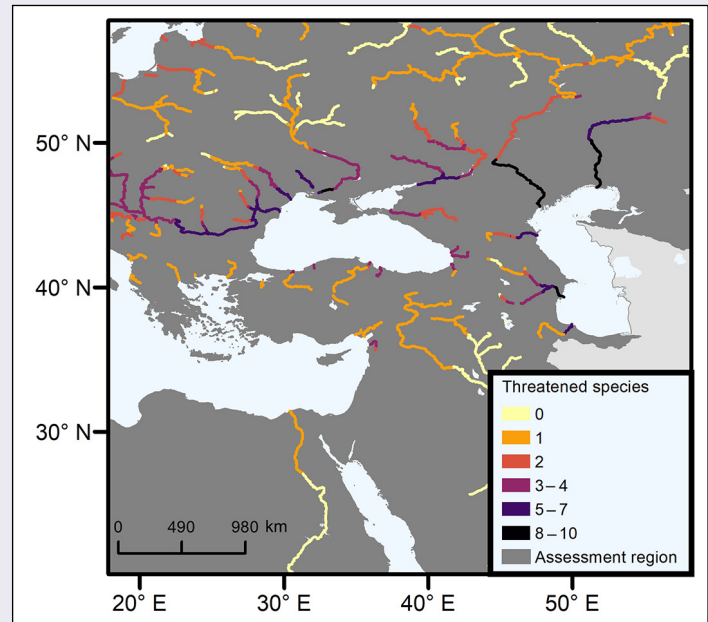 50° N
40° N
30° N
Threatened species
0
1
2
3–4
5–7
8–10
Assessment region
0 490 980 km
20° E 30° E 40° E 50° E